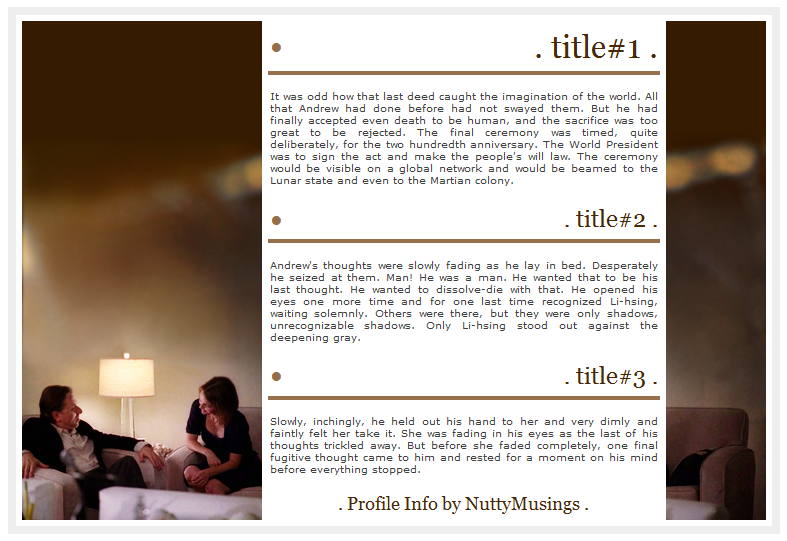 . title#1 .
It was odd how that last deed caught the imagination of the world. All
that Andrew had done before had not swayed them. But he had
finally accepted even death to be human, and the sacrifice was too
great to be rejected. The final ceremony was timed, quite
deliberately, for the two hundredth anniversary. The World President
was to sign the act and make the people's will law. The ceremony
would be visible on a global network and would be beamed to the
Lunar state and even to the Martian colony.
. title#2 .
Andrew's thoughts were slowly fading as he lay in bed. Desperately
he seized at them. Man! He was a man. He wanted that to be his
last thought. He wanted to dissolve-die with that. He opened his
eyes one more time and for one last time recognized Li-hsing,
waiting solemnly. Others were there, but they were only shadows,
unrecognizable shadows. Only Li-hsing stood out against the
deepening gray.
. title#3 .
Slowly, inchingly, he held out his hand to her and very dimly and
faintly felt her take it. She was fading in his eyes as the last of his
thoughts trickled away. But before she faded completely, one final
fugitive thought came to him and rested for a moment on his mind
before everything stopped.
. Profile Info by NuttyMusings .